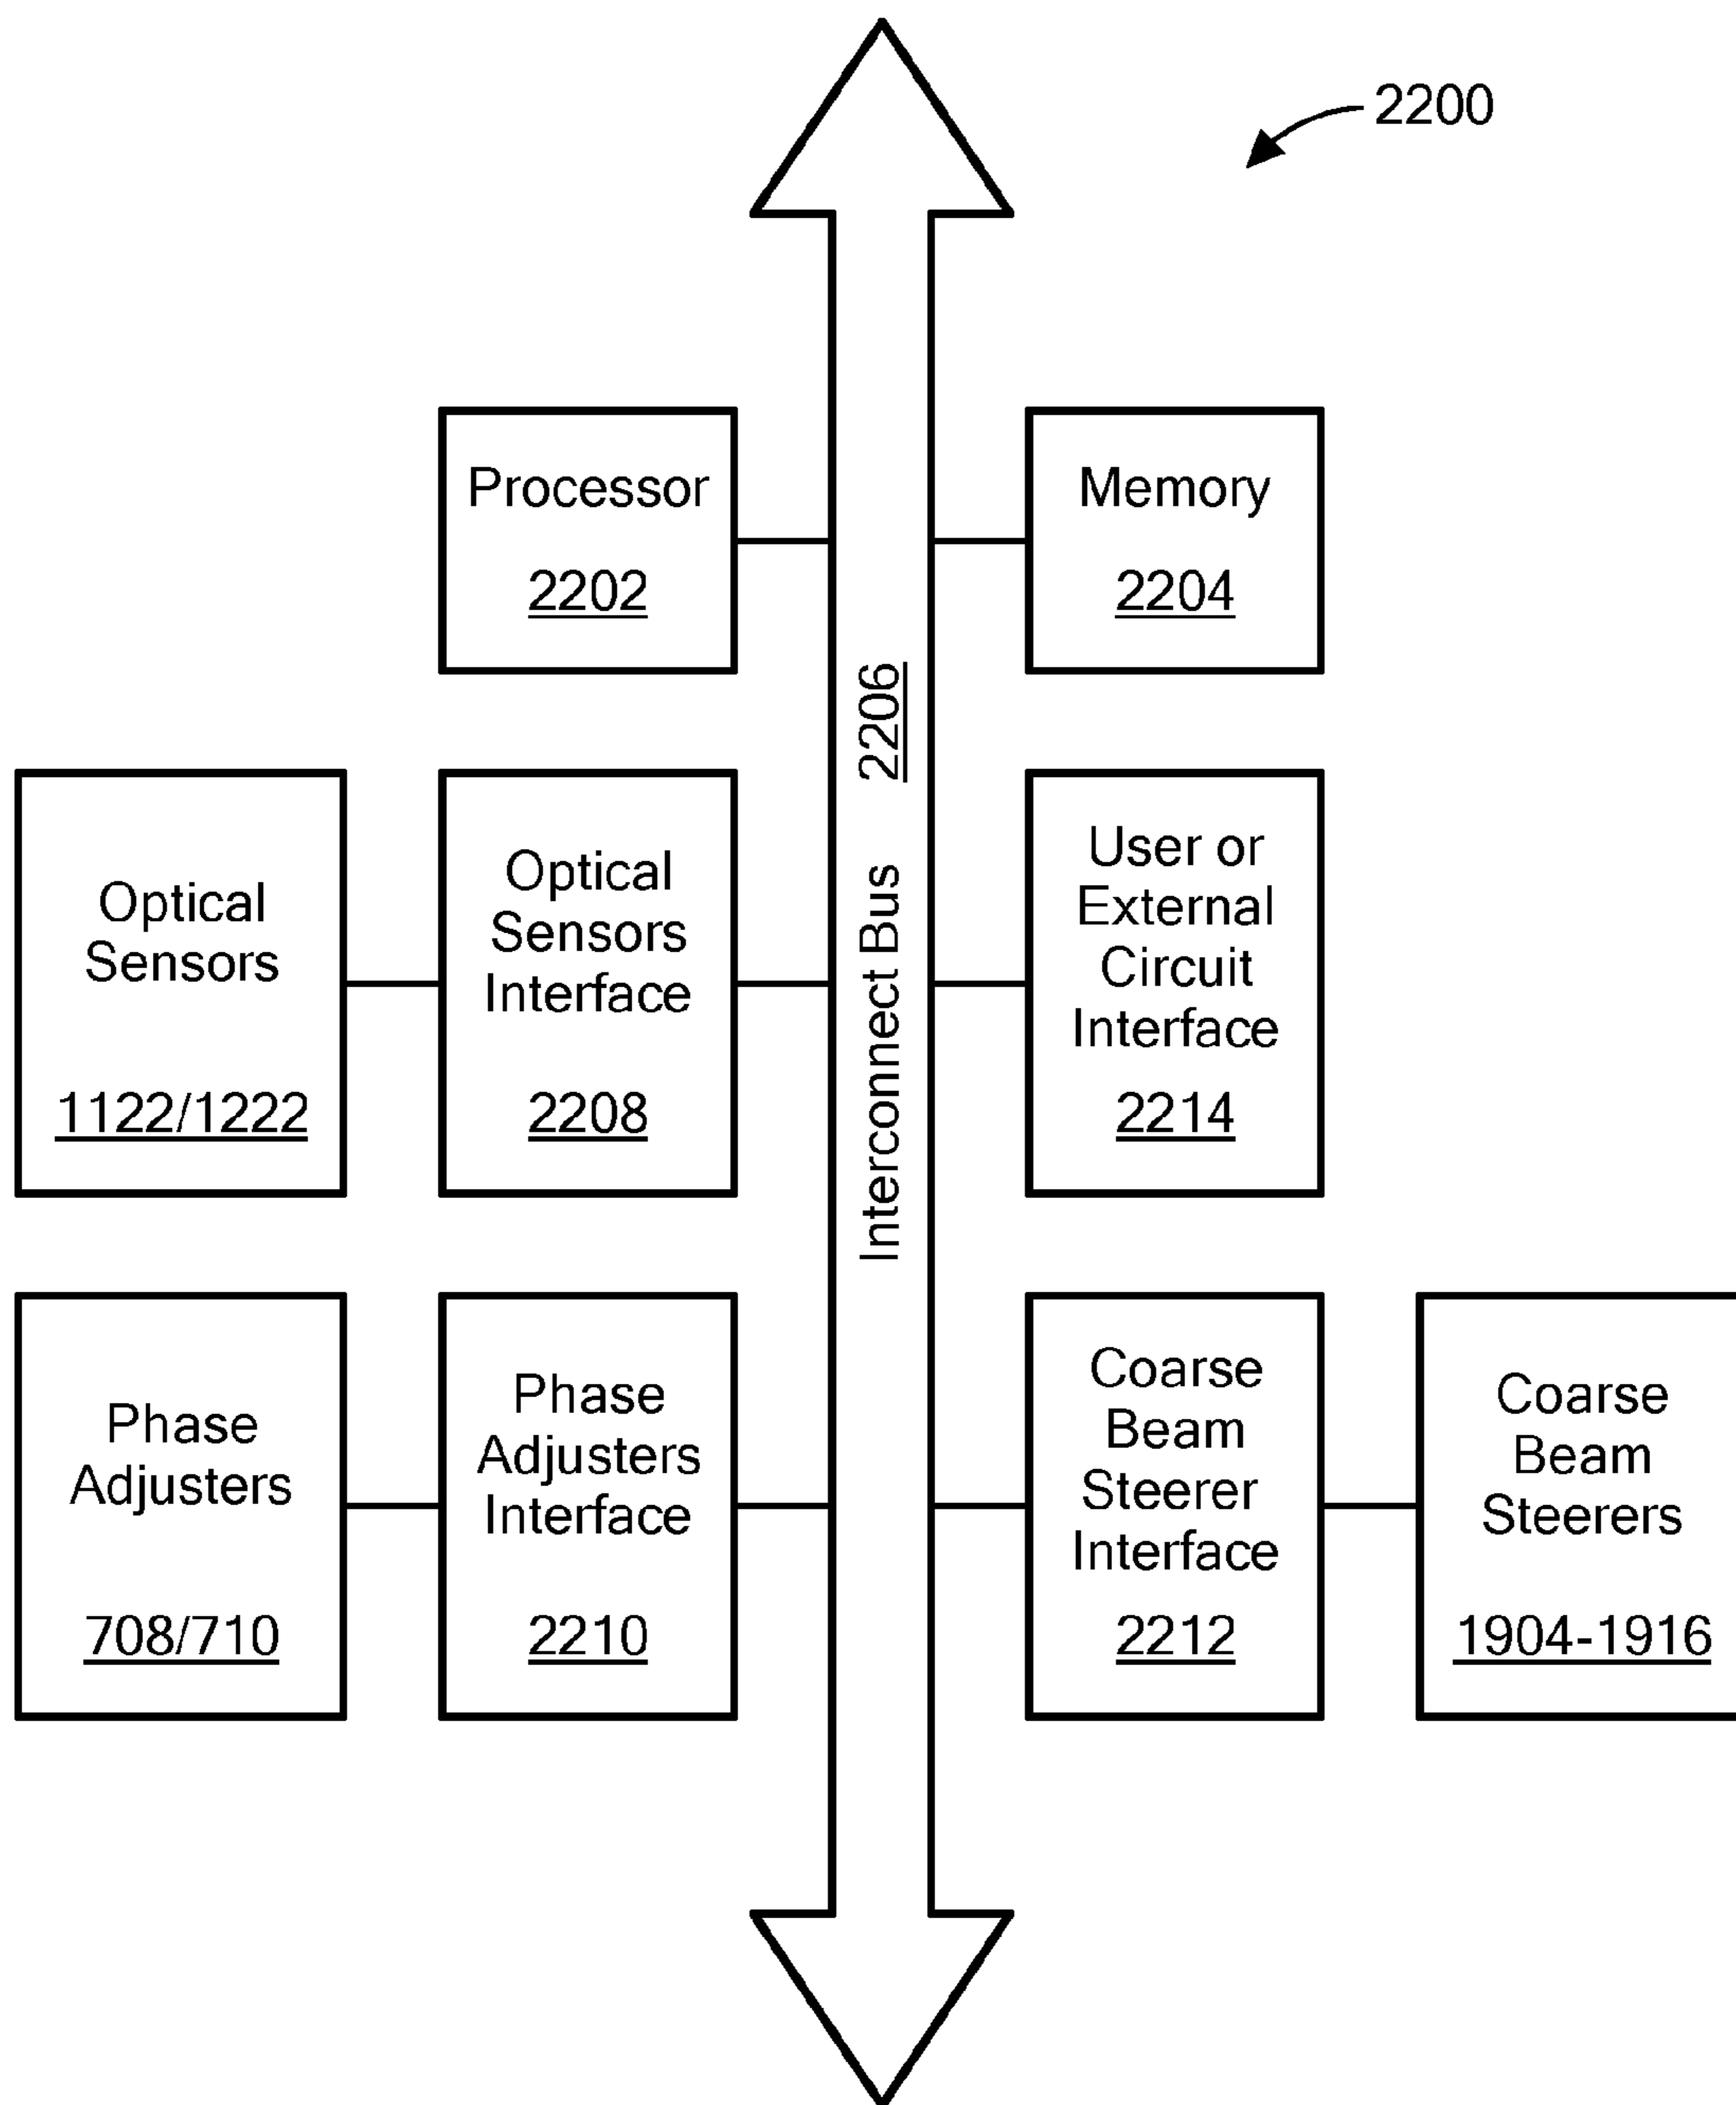 2200
Processor
2202
Memory
2204
Interconnect Bus 2206
Optical
Sensors
1122/1222
Optical
Sensors
Interface
2208
User or
External
Circuit
Interface
2214
Phase
Adjusters
708/710
Phase
Adjusters
Interface
2210
Coarse
Beam
Steerer
Interface
2212
Coarse
Beam
Steerers
1904-1916